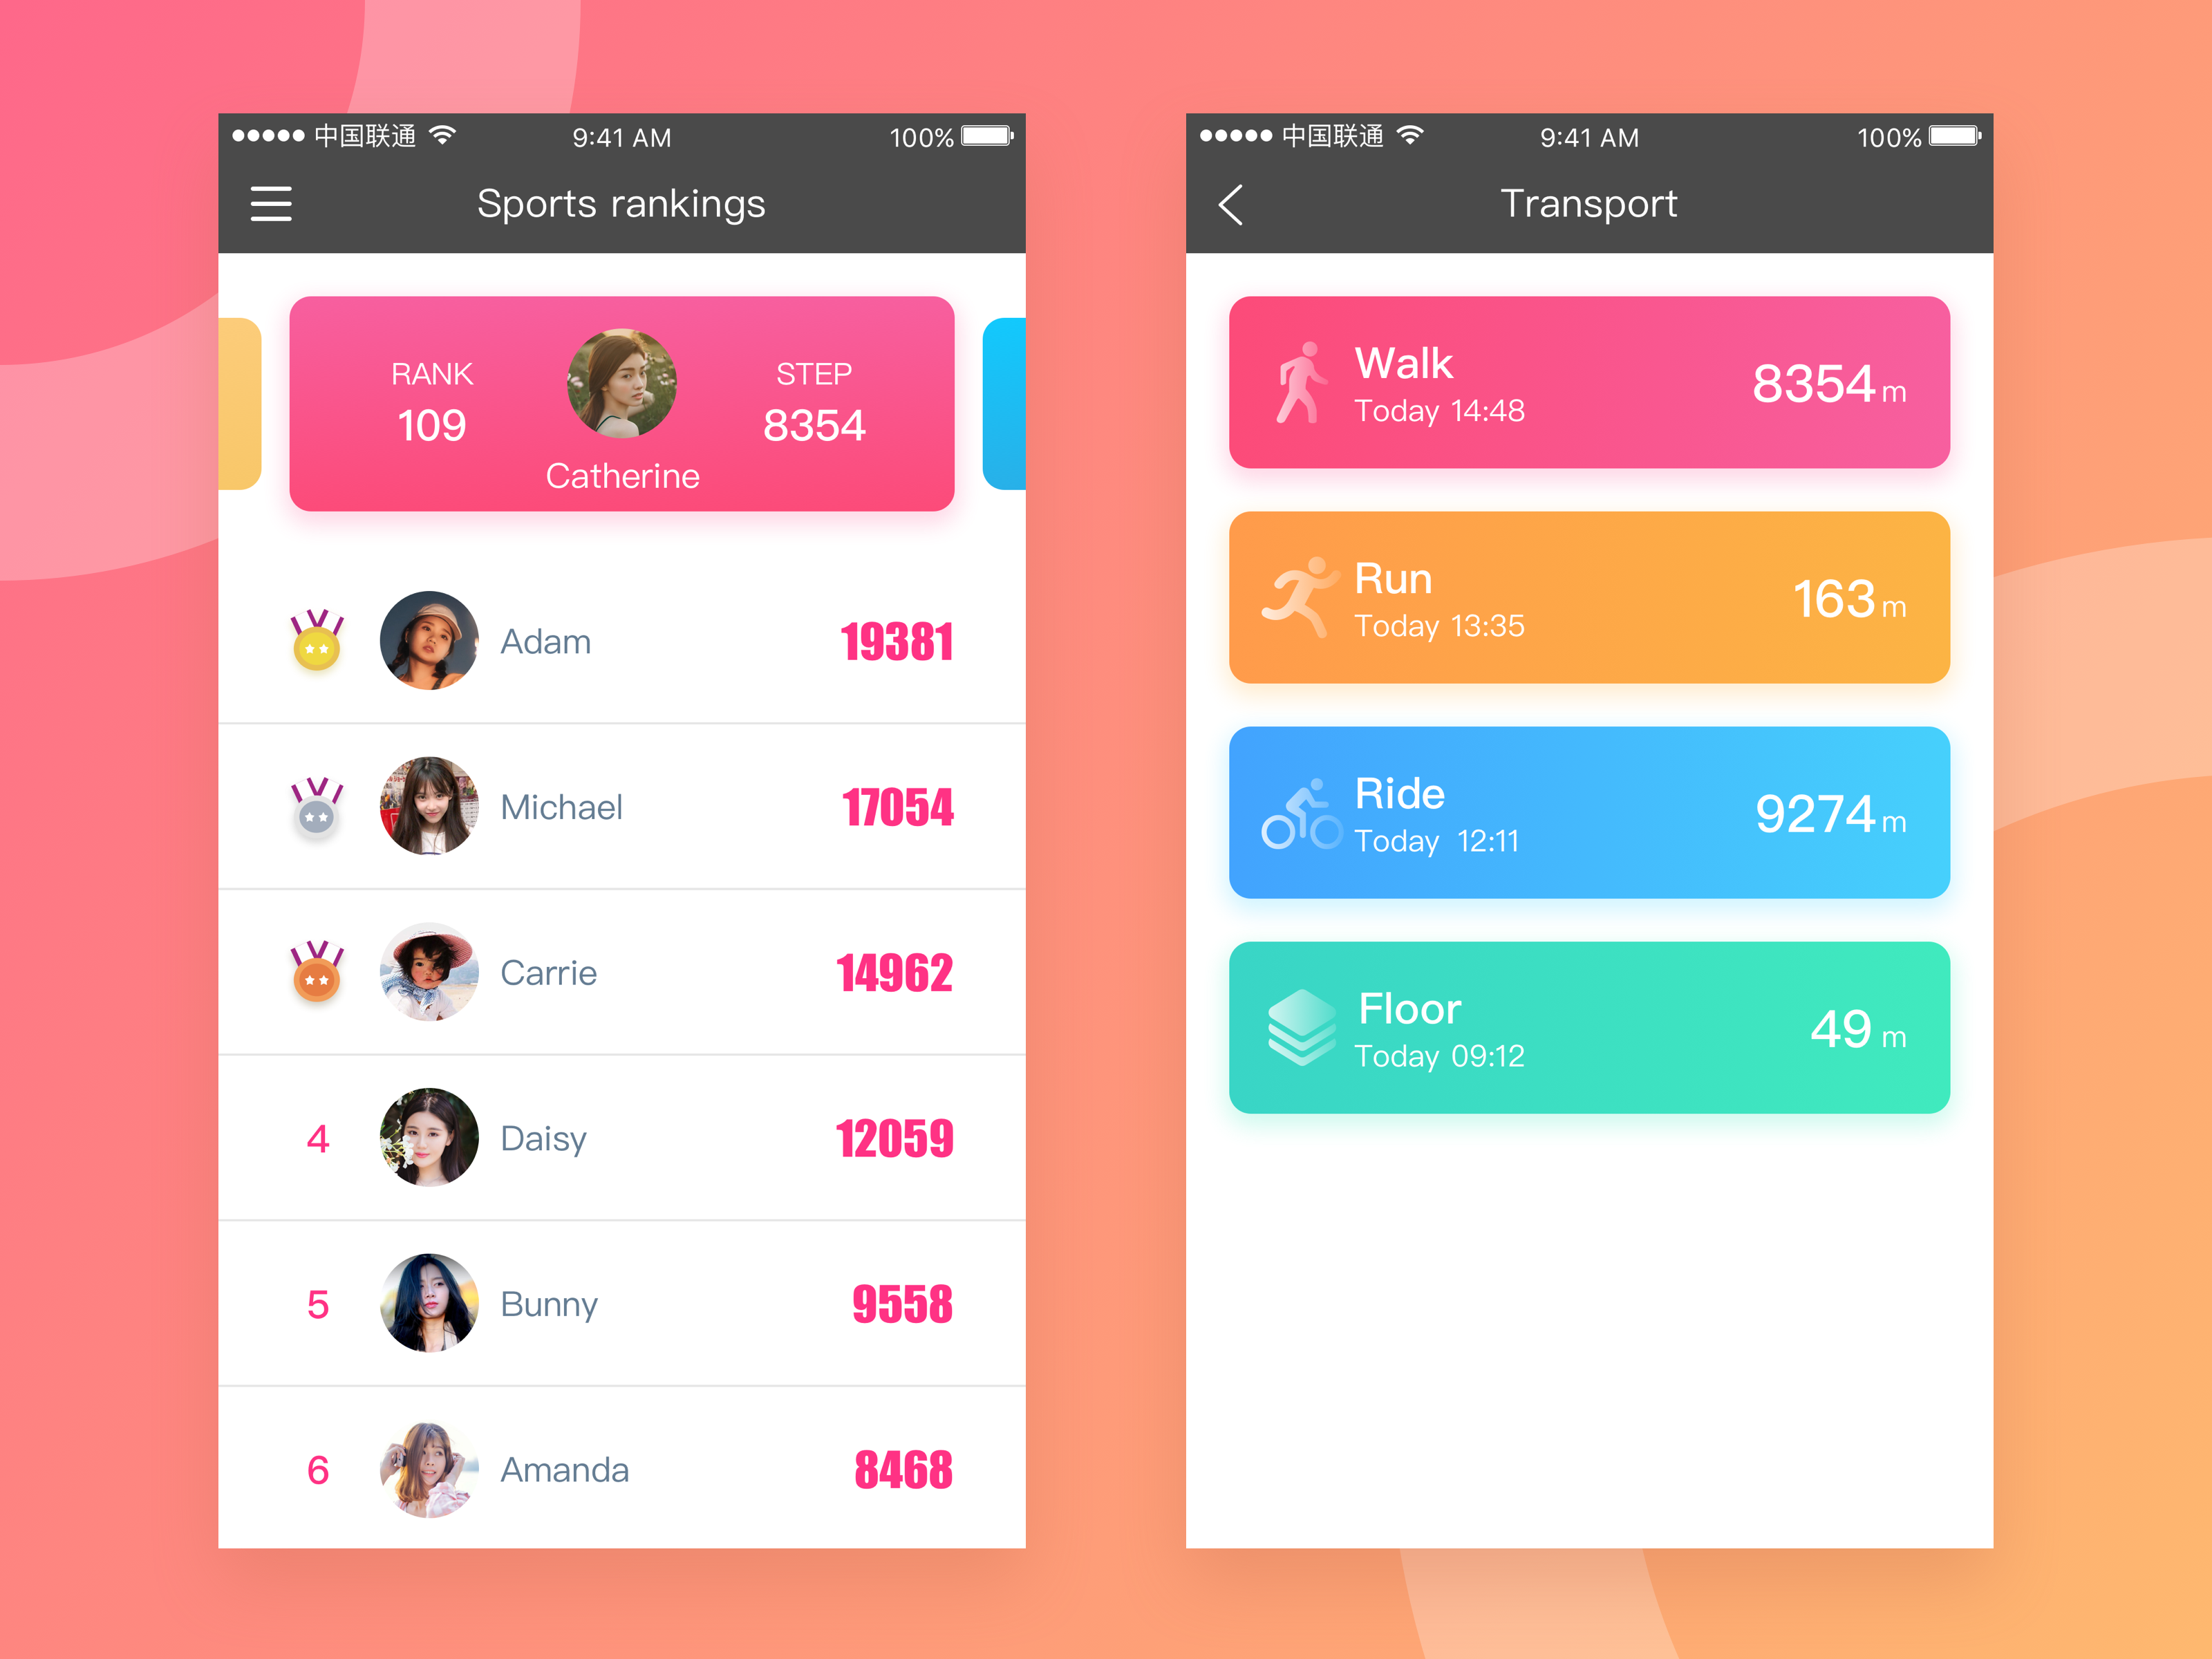 中国联通 9:41 AM 100%
Sports rankings
RANK STEP
109 8354
Catherine
Adam 19381
Michael 17054
Carrie 14962
4 Daisy 12059
5 Bunny 9558
6 Amanda 8468
中国联通 9:41 AM 100%
Transport
Walk
Today 14:48
8354 m
Run
Today 13:35
163 m
Ride
Today 12:11
9274 m
Floor
Today 09:12
49 m